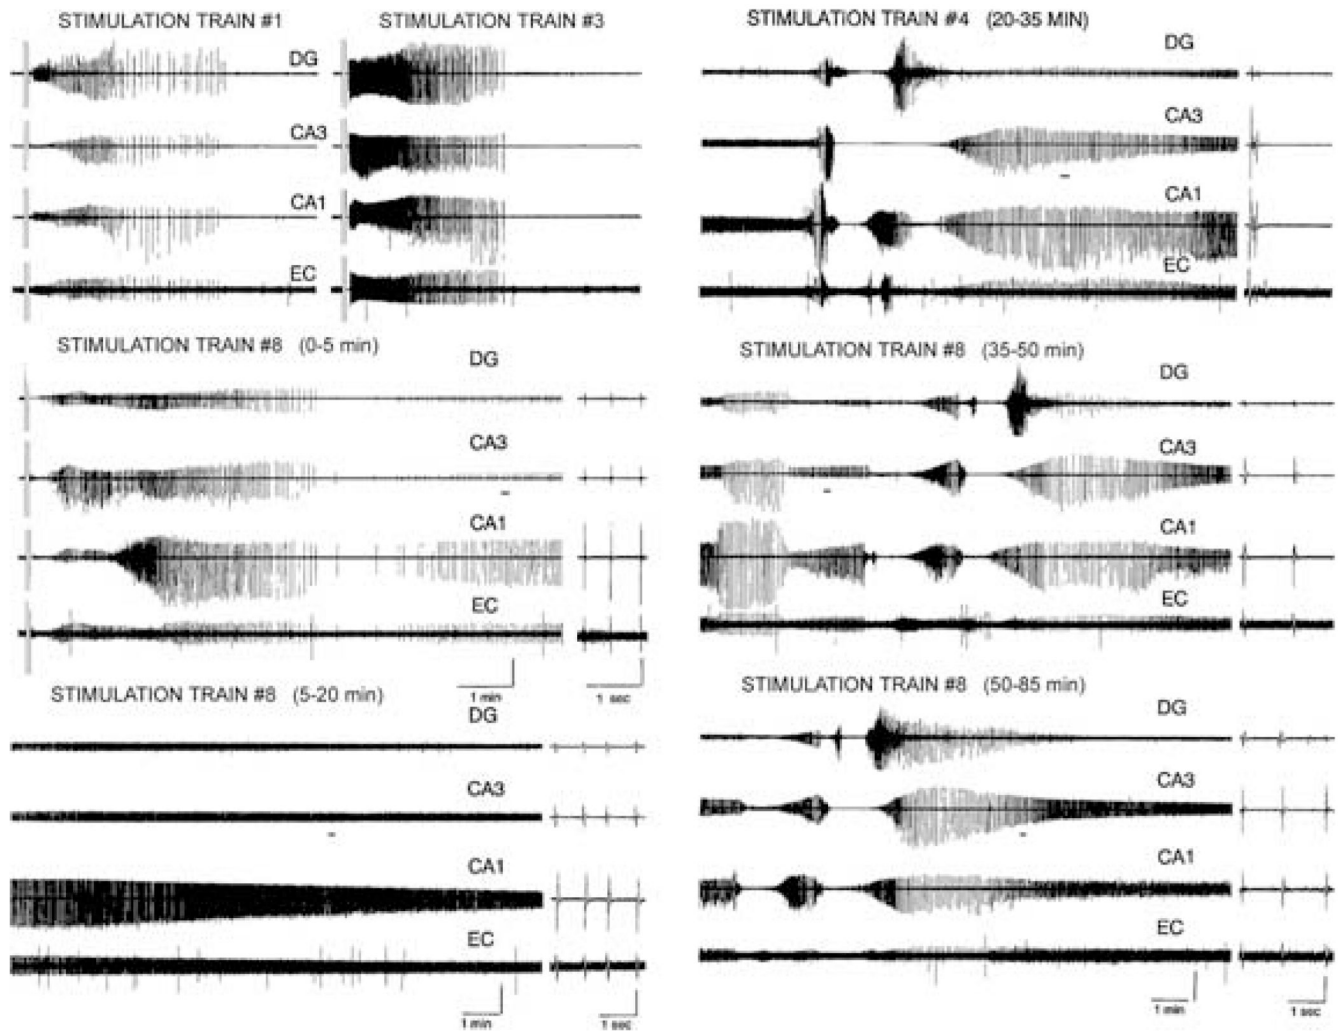 STIMULATION TRAIN #1
STIMULATION TRAIN #3
DG
CA3
CA1
EC
STIMULATION TRAIN #4 (20-35 MIN)
DG
CA3
CA1
EC
STIMULATION TRAIN #8 (0-5 min)
DG
CA3
CA1
EC
1 min
1 sec
STIMULATION TRAIN #8 (35-50 min)
DG
CA3
CA1
EC
STIMULATION TRAIN #8 (5-20 min)
DG
CA3
CA1
EC
1 min
1 sec
STIMULATION TRAIN #8 (50-85 min)
DG
CA3
CA1
EC
1 min
1 sec